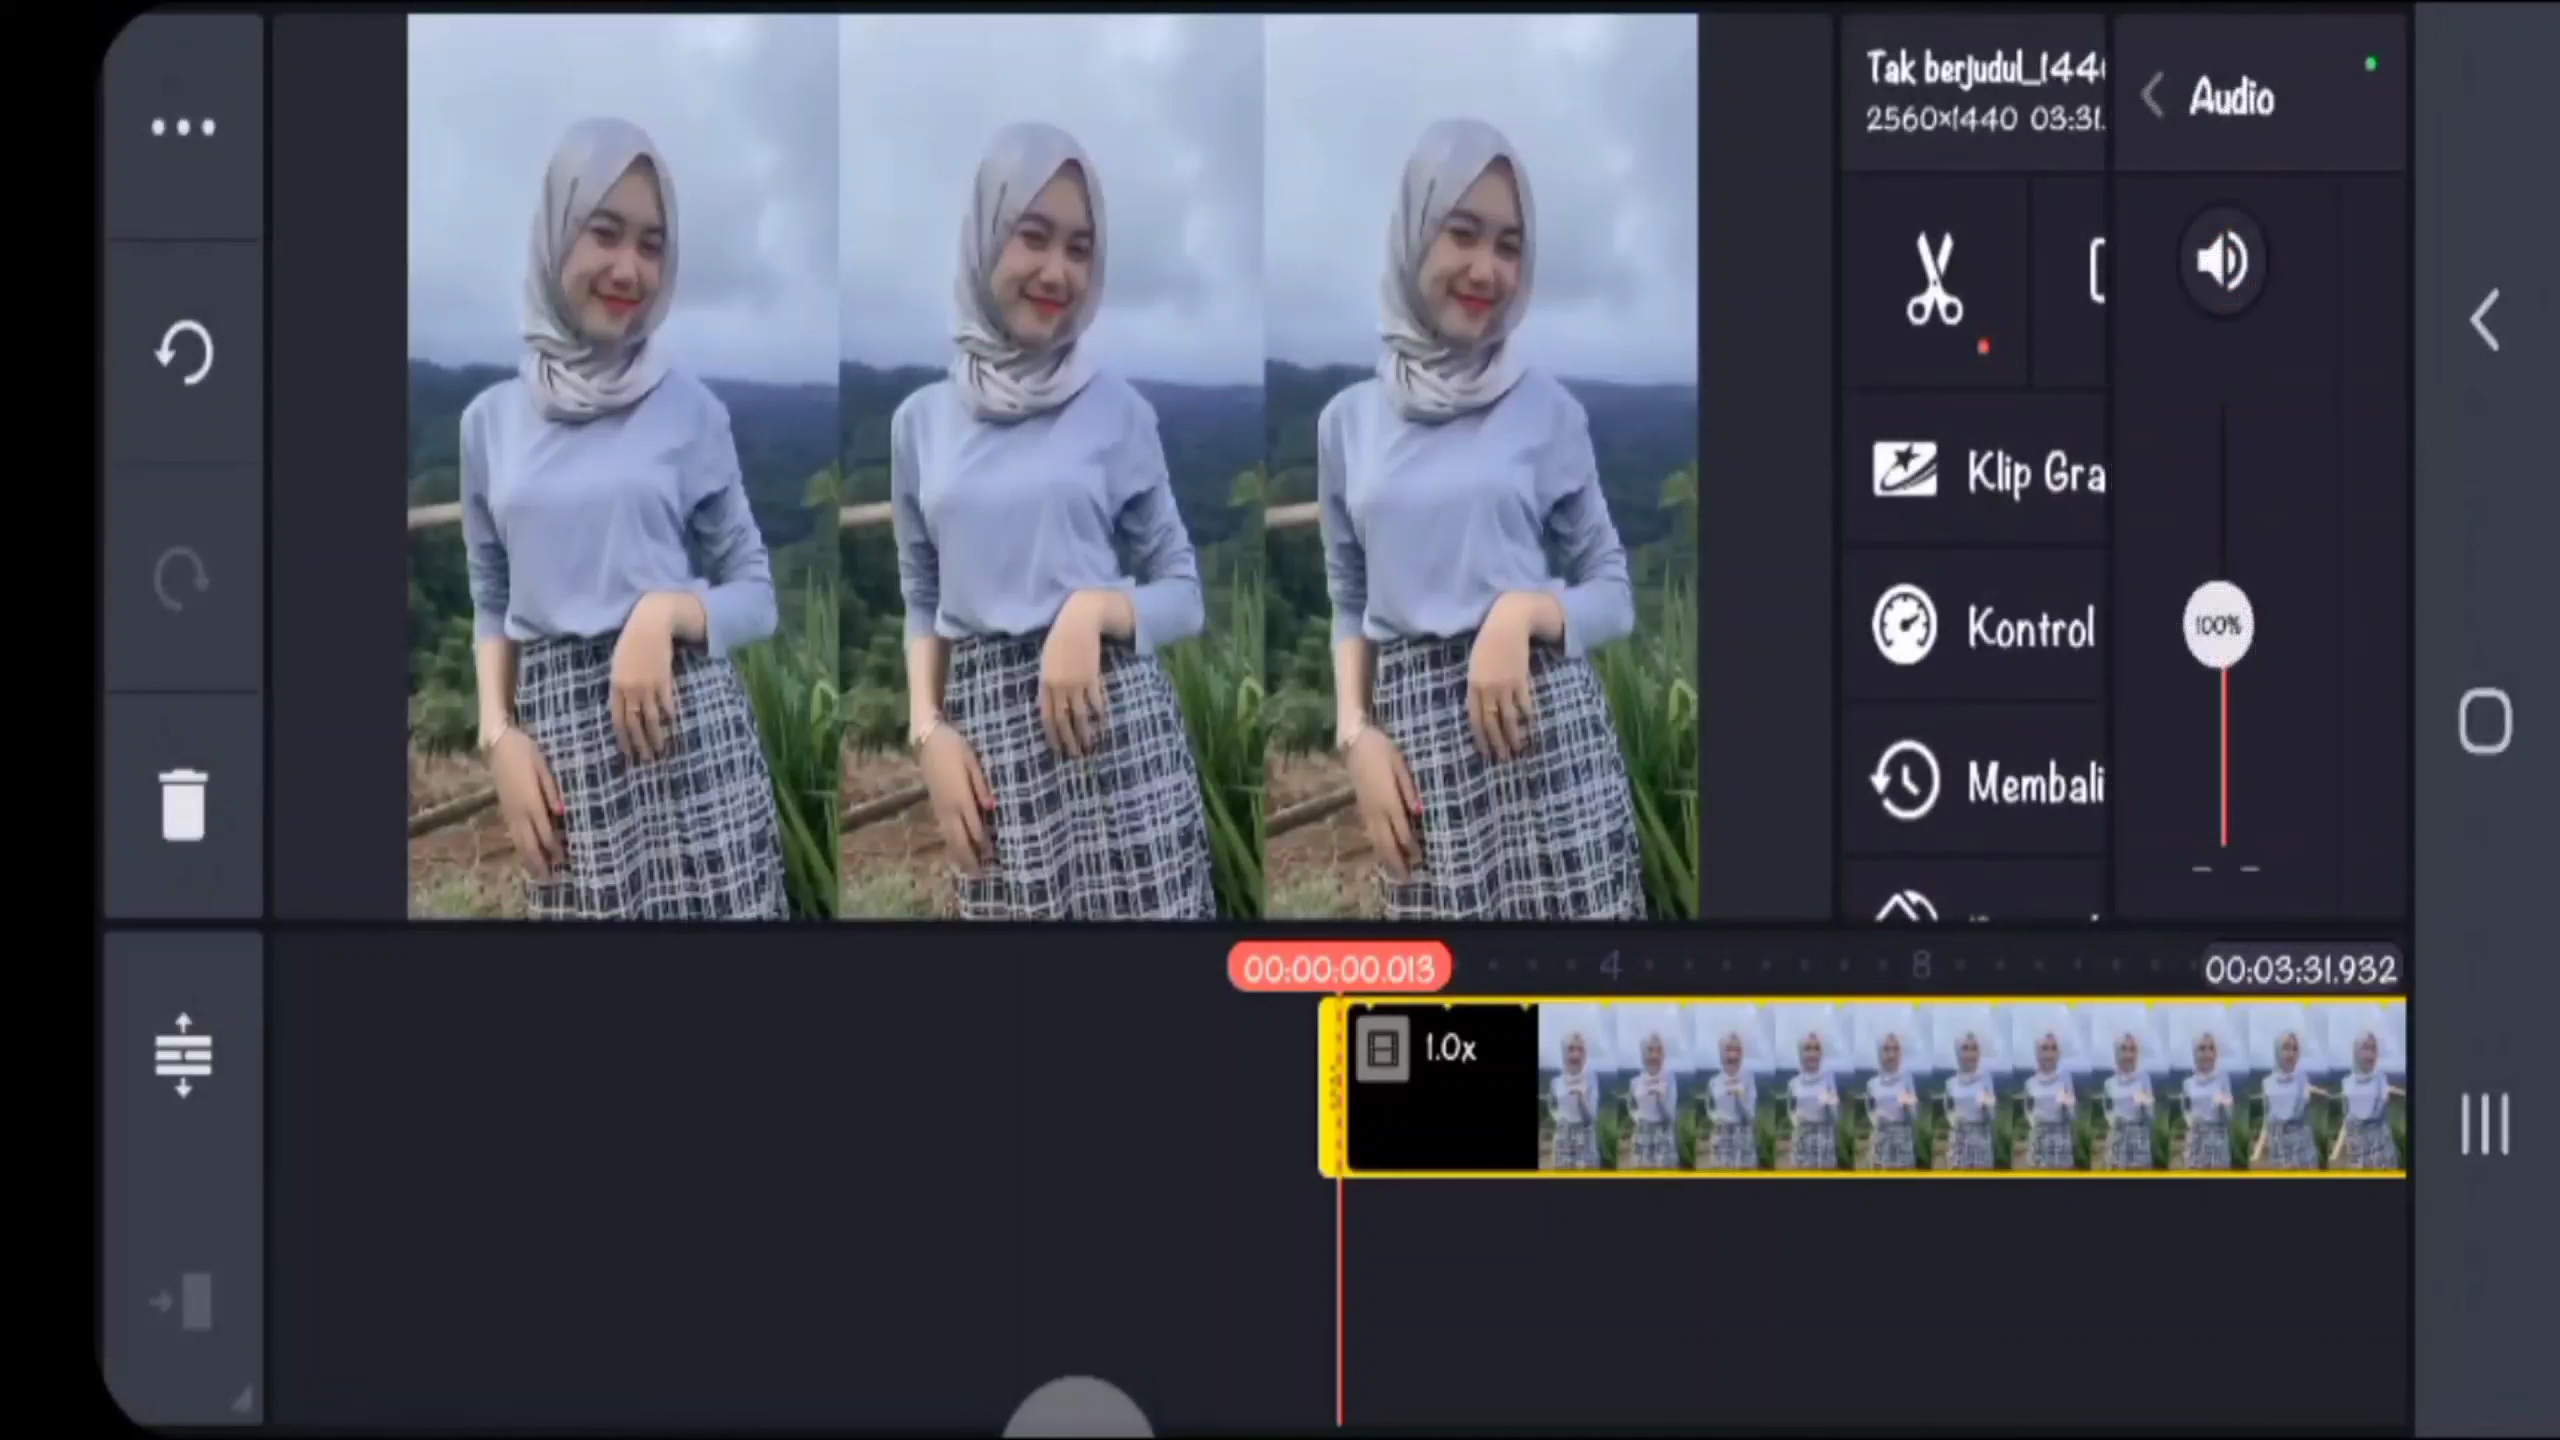 Tak berjudul_1440
2560×1440 03:31.
Audio
Klip Gra
Kontrol
100%
Membali
00:00:00.013
4
8
00:03:31.932
1.0x